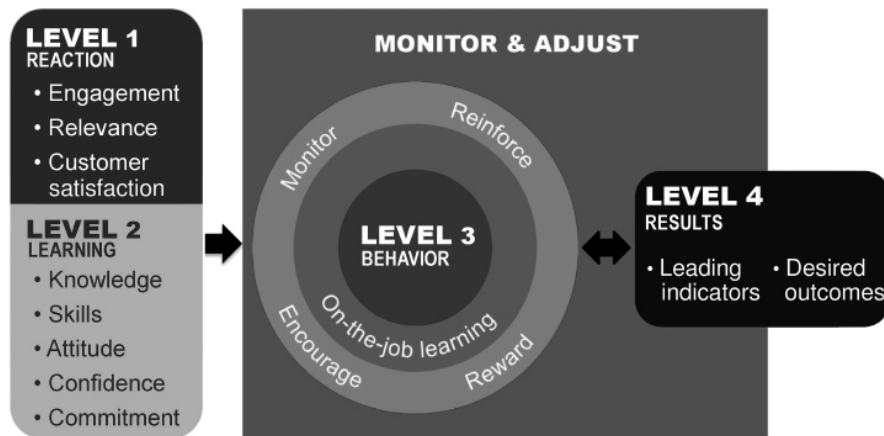 LEVEL 1
REACTION
• Engagement
• Relevance
• Customer
satisfaction
LEVEL 2
LEARNING
• Knowledge
• Skills
• Attitude
• Confidence
• Commitment
MONITOR & ADJUST
Monitor
Reinforce
LEVEL 3
BEHAVIOR
On-the-job learning
Encourage
Reward
LEVEL 4
RESULTS
• Leading
indicators
• Desired
outcomes